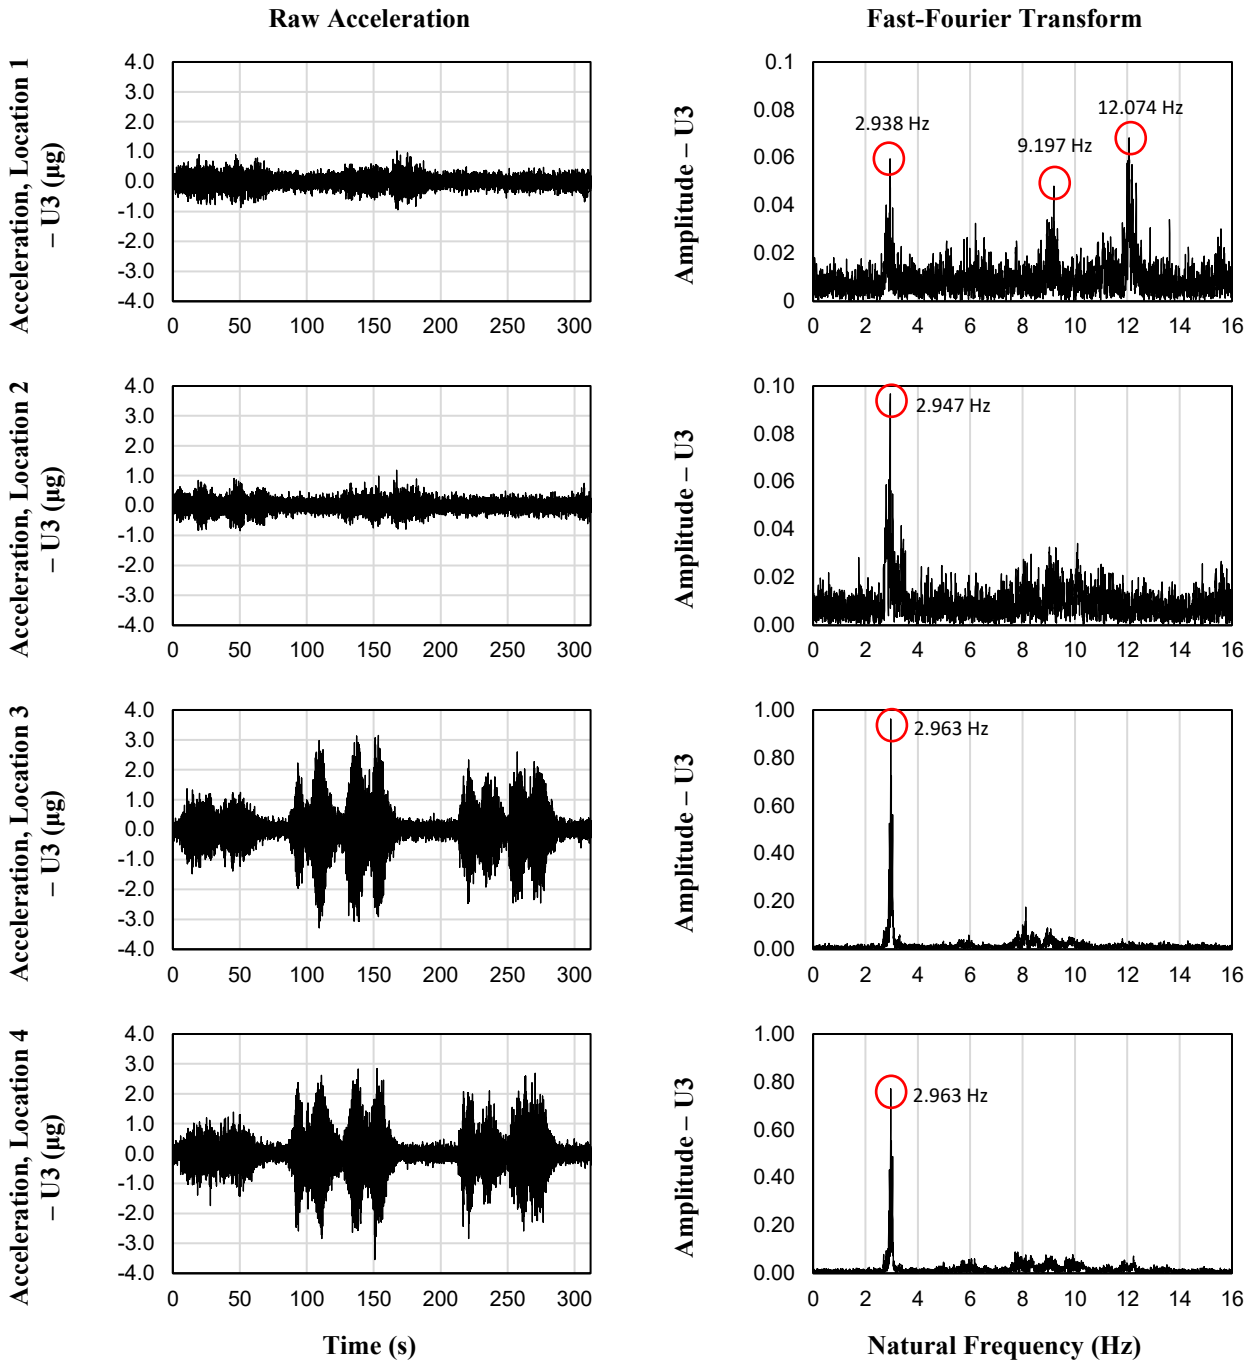 Raw Acceleration
Fast-Fourier Transform
Acceleration, Location 1
– U3 (µg)
4.0
3.0
2.0
1.0
0.0
-1.0
-2.0
-3.0
-4.0
0 50 100 150 200 250 300
Amplitude – U3
0.1
0.08
0.06
0.04
0.02
0
2.938 Hz
9.197 Hz
12.074 Hz
0 2 4 6 8 10 12 14 16
Acceleration, Location 2
– U3 (µg)
4.0
3.0
2.0
1.0
0.0
-1.0
-2.0
-3.0
-4.0
0 50 100 150 200 250 300
Amplitude – U3
0.10
0.08
0.06
0.04
0.02
0.00
2.947 Hz
0 2 4 6 8 10 12 14 16
Acceleration, Location 3
– U3 (µg)
4.0
3.0
2.0
1.0
0.0
-1.0
-2.0
-3.0
-4.0
0 50 100 150 200 250 300
Amplitude – U3
1.00
0.80
0.60
0.40
0.20
0.00
2.963 Hz
0 2 4 6 8 10 12 14 16
Acceleration, Location 4
– U3 (µg)
4.0
3.0
2.0
1.0
0.0
-1.0
-2.0
-3.0
-4.0
0 50 100 150 200 250 300
Time (s)
Amplitude – U3
1.00
0.80
0.60
0.40
0.20
0.00
2.963 Hz
0 2 4 6 8 10 12 14 16
Natural Frequency (Hz)